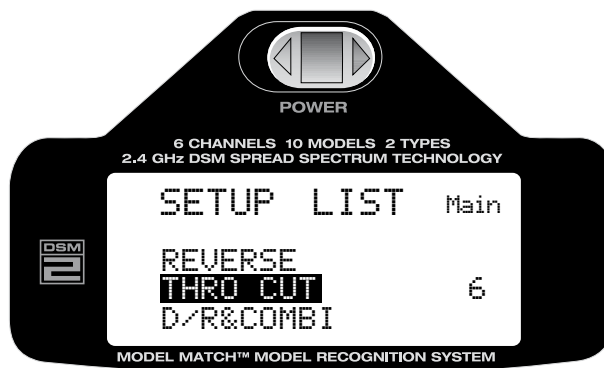 POWER
6 CHANNELS 10 MODELS 2 TYPES
2.4 GHz DSM SPREAD SPECTRUM TECHNOLOGY
SETUP LIST Main
REVERSE
THRO CUT 6
D/R&COMBI
DSM
2
MODEL MATCH™ MODEL RECOGNITION SYSTEM